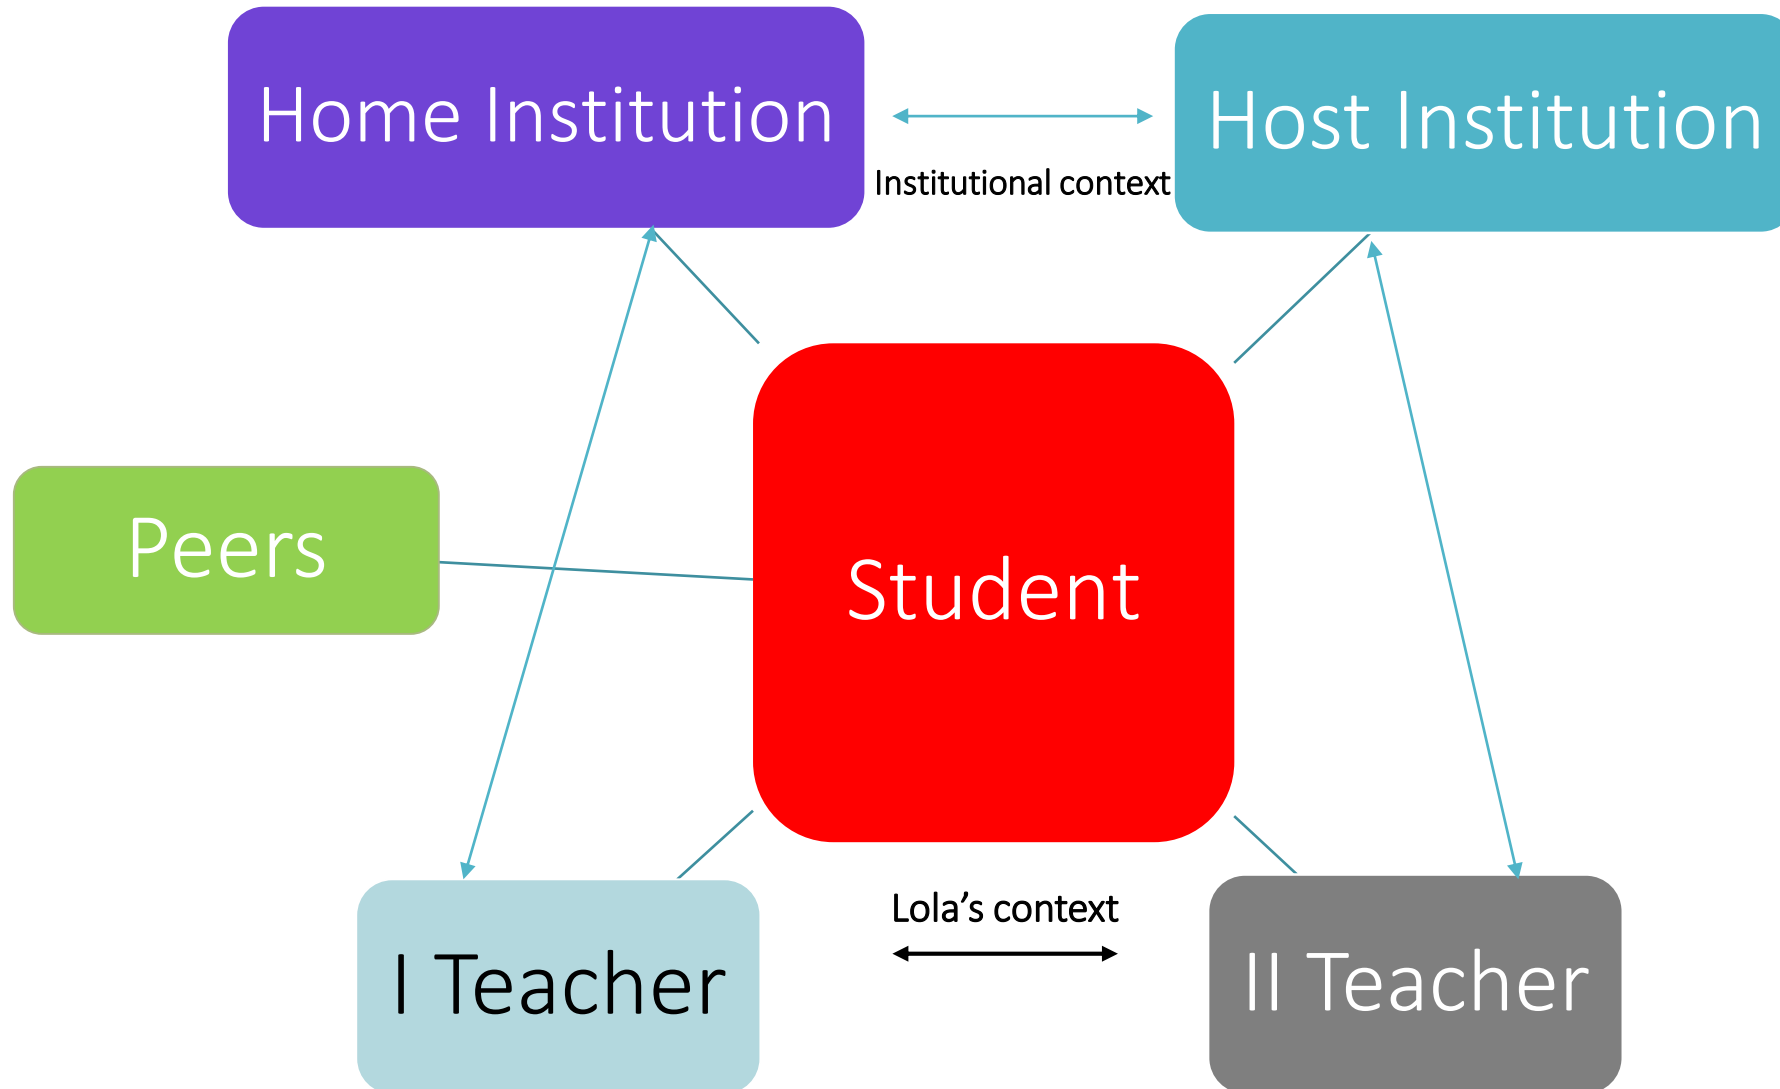 Home Institution
Host Institution
Institutional context
Peers
Student
Lola’s context
I Teacher
II Teacher